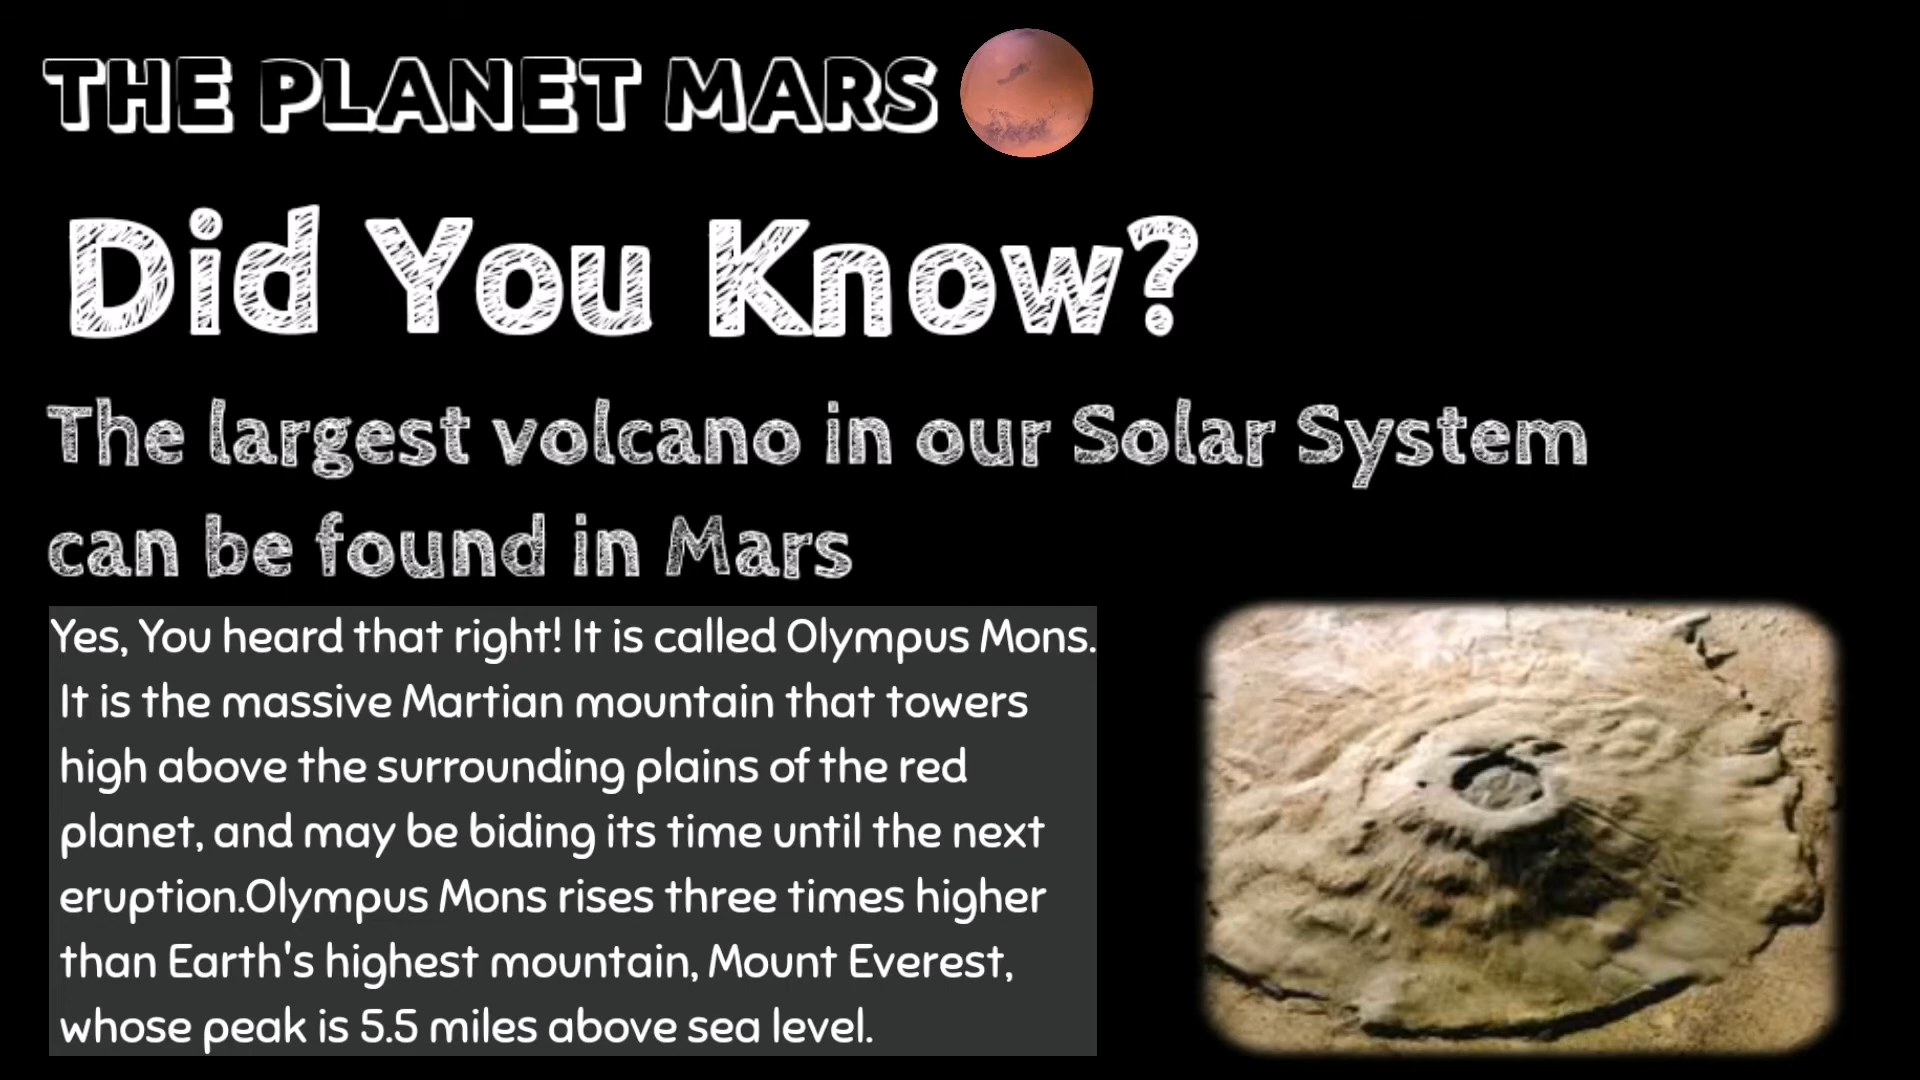 THE PLANET MARS
Did You Know?
The largest volcano in our Solar System
can be found in Mars
Yes, You heard that right! It is called Olympus Mons.
It is the massive Martian mountain that towers
high above the surrounding plains of the red
planet, and may be biding its time until the next
eruption.Olympus Mons rises three times higher
than Earth's highest mountain, Mount Everest,
whose peak is 5.5 miles above sea level.